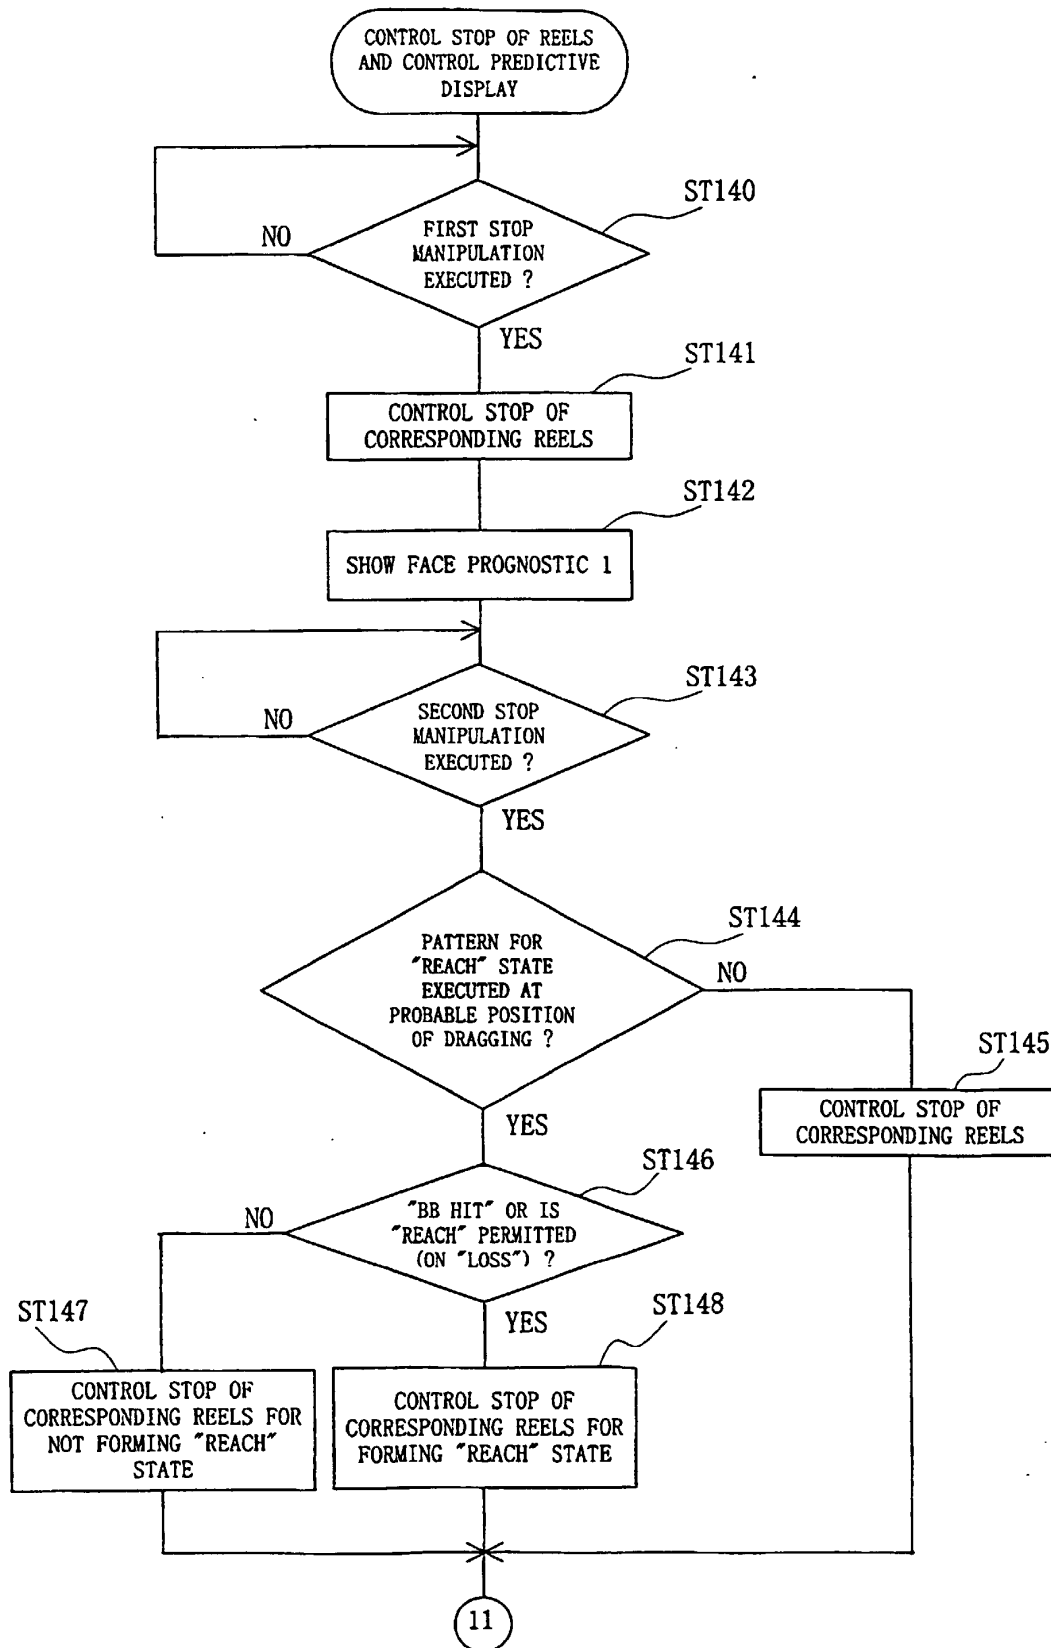 CONTROL STOP OF REELS
AND CONTROL PREDICTIVE
DISPLAY
ST140
FIRST STOP
MANIPULATION
EXECUTED ?
NO
YES
ST141
CONTROL STOP OF
CORRESPONDING REELS
ST142
SHOW FACE PROGNOSTIC 1
ST143
SECOND STOP
MANIPULATION
EXECUTED ?
NO
YES
ST144
PATTERN FOR
"REACH" STATE
EXECUTED AT
PROBABLE POSITION
OF DRAGGING ?
NO
YES
ST145
CONTROL STOP OF
CORRESPONDING REELS
ST146
"BB HIT" OR IS
"REACH" PERMITTED
(ON "LOSS") ?
NO
YES
ST147
CONTROL STOP OF
CORRESPONDING REELS FOR
NOT FORMING "REACH"
STATE
ST148
CONTROL STOP OF
CORRESPONDING REELS FOR
FORMING "REACH" STATE
11